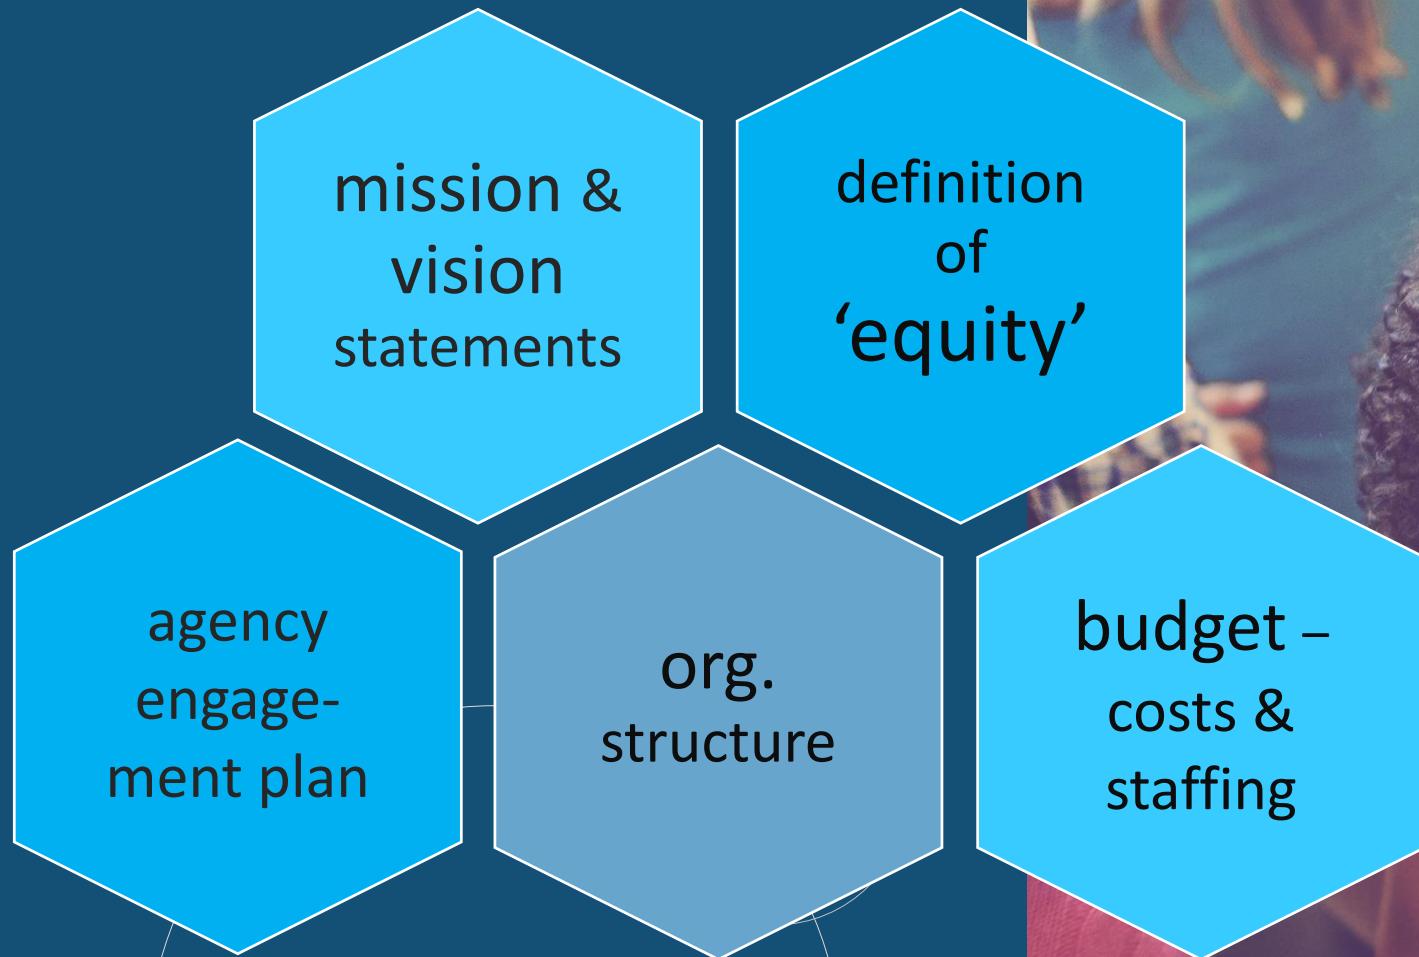 mission &
vision
statements
definition
of
‘equity’
agency
engage-
ment plan
org.
structure
budget –
costs &
staffing